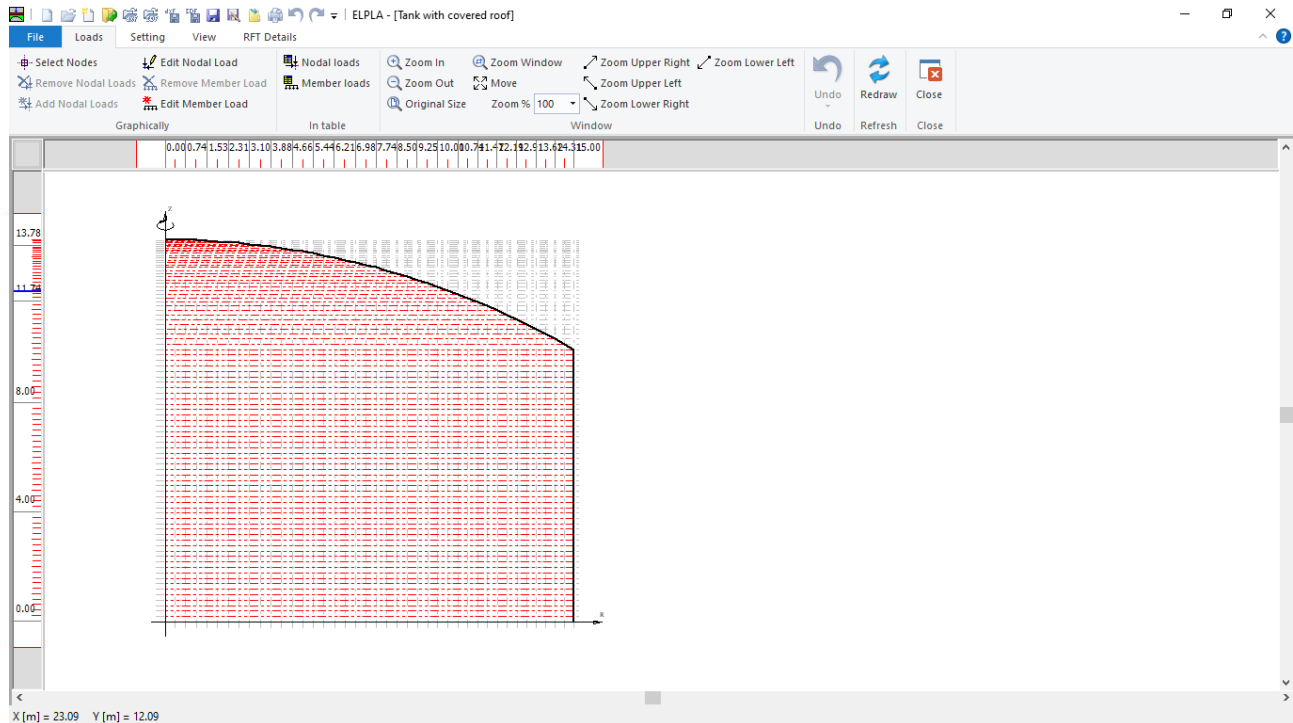 ELPLA - [Tank with covered roof]
File Loads Setting View RFT Details
Select Nodes Edit Nodal Load Nodal loads Zoom In Zoom Window Zoom Upper Right Zoom Lower Left
Remove Nodal Loads Remove Member Load Member loads Zoom Out Move Zoom Upper Left Undo Redraw Close
Add Nodal Loads Edit Member Load Original Size Zoom % 100 Zoom Lower Right
Graphically In table Window Undo Refresh Close
0.00 0.74 1.53 2.31 3.10 3.88 4.66 5.44 6.21 6.98 7.74 8.50 9.25 15.00
Z
13.78
11.74
8.00
4.00
0.00
R
X [m] = 23.09 Y [m] = 12.09